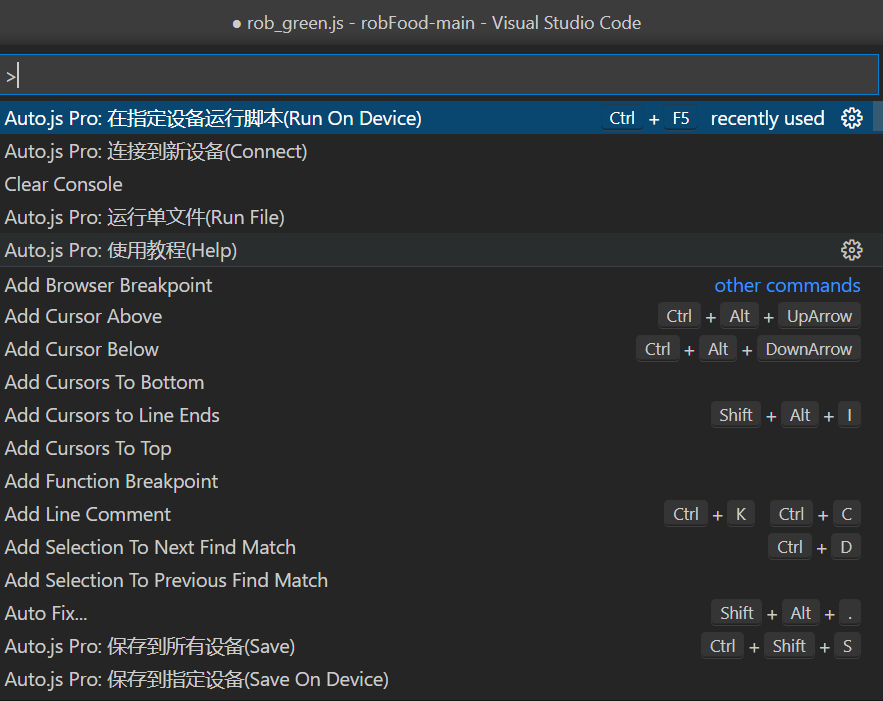 ● rob_green.js - robFood-main - Visual Studio Code
>
Auto.js Pro: 在指定设备运行脚本(Run On Device) Ctrl + F5 recently used
Auto.js Pro: 连接到新设备(Connect)
Clear Console
Auto.js Pro: 运行单文件(Run File)
Auto.js Pro: 使用教程(Help)
Add Browser Breakpoint other commands
Add Cursor Above Ctrl + Alt + UpArrow
Add Cursor Below Ctrl + Alt + DownArrow
Add Cursors To Bottom
Add Cursors to Line Ends Shift + Alt + I
Add Cursors To Top
Add Function Breakpoint
Add Line Comment Ctrl + K Ctrl + C
Add Selection To Next Find Match Ctrl + D
Add Selection To Previous Find Match
Auto Fix... Shift + Alt + .
Auto.js Pro: 保存到所有设备(Save) Ctrl + Shift + S
Auto.js Pro: 保存到指定设备(Save On Device)